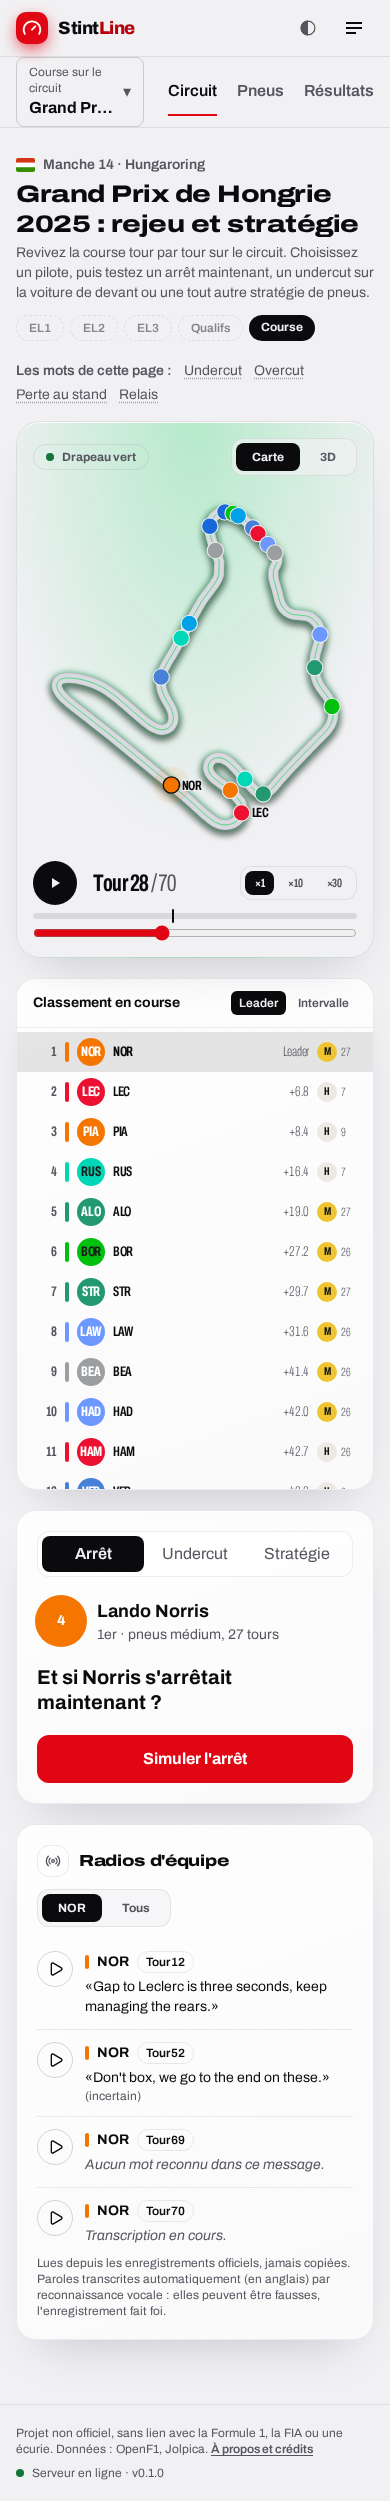 StintLine
Course sur le
circuit
Grand Pr...
▾
Circuit
Pneus
Résultats
Manche 14 · Hungaroring
Grand Prix de Hongrie
2025 : rejeu et stratégie
Revivez la course tour par tour sur le circuit. Choisissez
un pilote, puis testez un arrêt maintenant, un undercut sur
la voiture de devant ou une tout autre stratégie de pneus.
EL1 EL2 EL3 Qualifs Course
Les mots de cette page : Undercut Overcut
Perte au stand Relais
Drapeau vert
Carte 3D
NOR
LEC
Tour 28 /70
×1 ×10 ×30
Classement en course
Leader Intervalle
1 NOR NOR Leader M 27
2 LEC LEC +6.8 H 7
3 PIA PIA +8.4 H 9
4 RUS RUS +16.4 H 7
5 ALO ALO +19.0 M 27
6 BOR BOR +27.2 M 26
7 STR STR +29.7 M 27
8 LAW LAW +31.6 M 26
9 BEA BEA +41.4 M 26
10 HAD HAD +42.0 M 26
11 HAM HAM +42.7 H 26
Arrêt Undercut Stratégie
4
Lando Norris
1er · pneus médium, 27 tours
Et si Norris s'arrêtait
maintenant ?
Simuler l'arrêt
Radios d'équipe
NOR Tous
NOR Tour 12
«Gap to Leclerc is three seconds, keep
managing the rears.»
NOR Tour 52
«Don't box, we go to the end on these.»
(incertain)
NOR Tour 69
Aucun mot reconnu dans ce message.
NOR Tour 70
Transcription en cours.
Lues depuis les enregistrements officiels, jamais copiées.
Paroles transcrites automatiquement (en anglais) par
reconnaissance vocale : elles peuvent être fausses,
l'enregistrement fait foi.
Projet non officiel, sans lien avec la Formule 1, la FIA ou une
écurie. Données : OpenF1, Jolpica. À propos et crédits
Serveur en ligne · v0.1.0